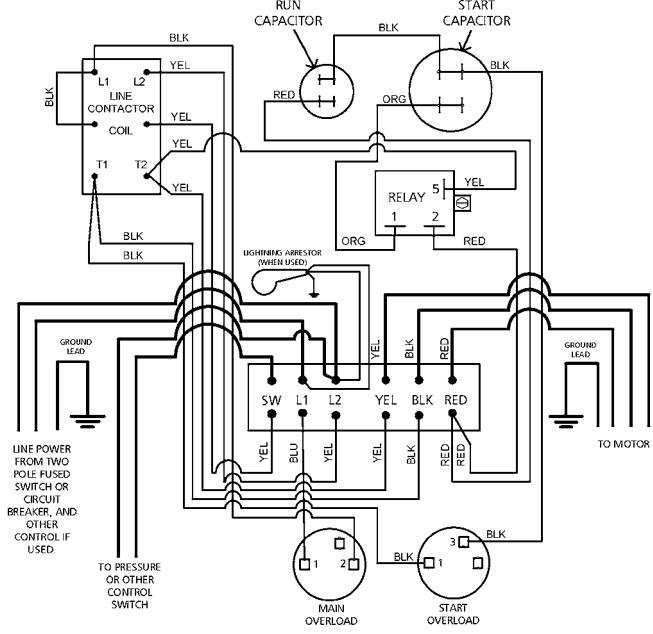 RUN
CAPACITOR
START
CAPACITOR
BLK
BLK
BLK
YEL
L1
L2
LINE
CONTACTOR
COIL
T1
T2
BLK
YEL
YEL
YEL
RED
ORG
RELAY
5
1
2
YEL
ORG
RED
BLK
BLK
LIGHTNING ARRESTOR
(WHEN USED)
GROUND
LEAD
GROUND
LEAD
YEL
BLK
RED
SW
L1
L2
YEL
BLK
RED
YEL
BLU
YEL
YEL
BLK
RED
RED
LINE POWER
FROM TWO
POLE FUSED
SWITCH OR
CIRCUIT
BREAKER, AND
OTHER
CONTROL IF
USED.
TO MOTOR
TO PRESSURE
OR OTHER
CONTROL
SWITCH
1
2
MAIN
OVERLOAD
BLK
3
1
BLK
START
OVERLOAD